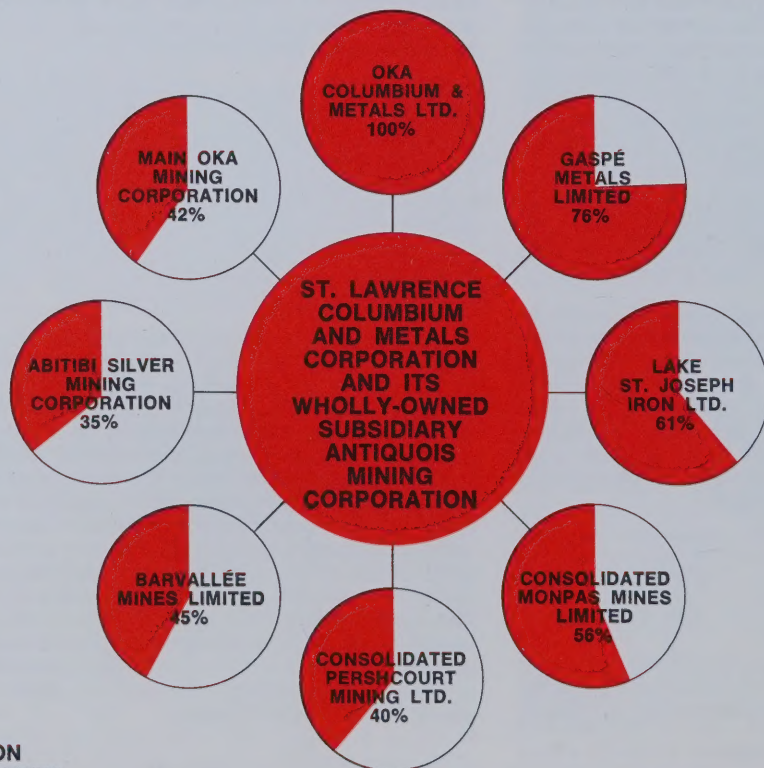 OKA
COLUMBIUM &
METALS LTD.
100%
MAIN OKA
MINING
CORPORATION
42%
GASPÉ
METALS
LIMITED
76%
ST. LAWRENCE
COLUMBIUM
AND METALS
CORPORATION
AND ITS
WHOLLY-OWNED
SUBSIDIARY
ANTIQUOIS
MINING
CORPORATION
ABITIBI SILVER
MINING
CORPORATION
35%
LAKE
ST. JOSEPH
IRON LTD.
61%
BARVALLÉE
MINES LIMITED
45%
CONSOLIDATED
MONPAS MINES
LIMITED
56%
CONSOLIDATED
PERSHCOURT
MINING LTD.
40%
ON